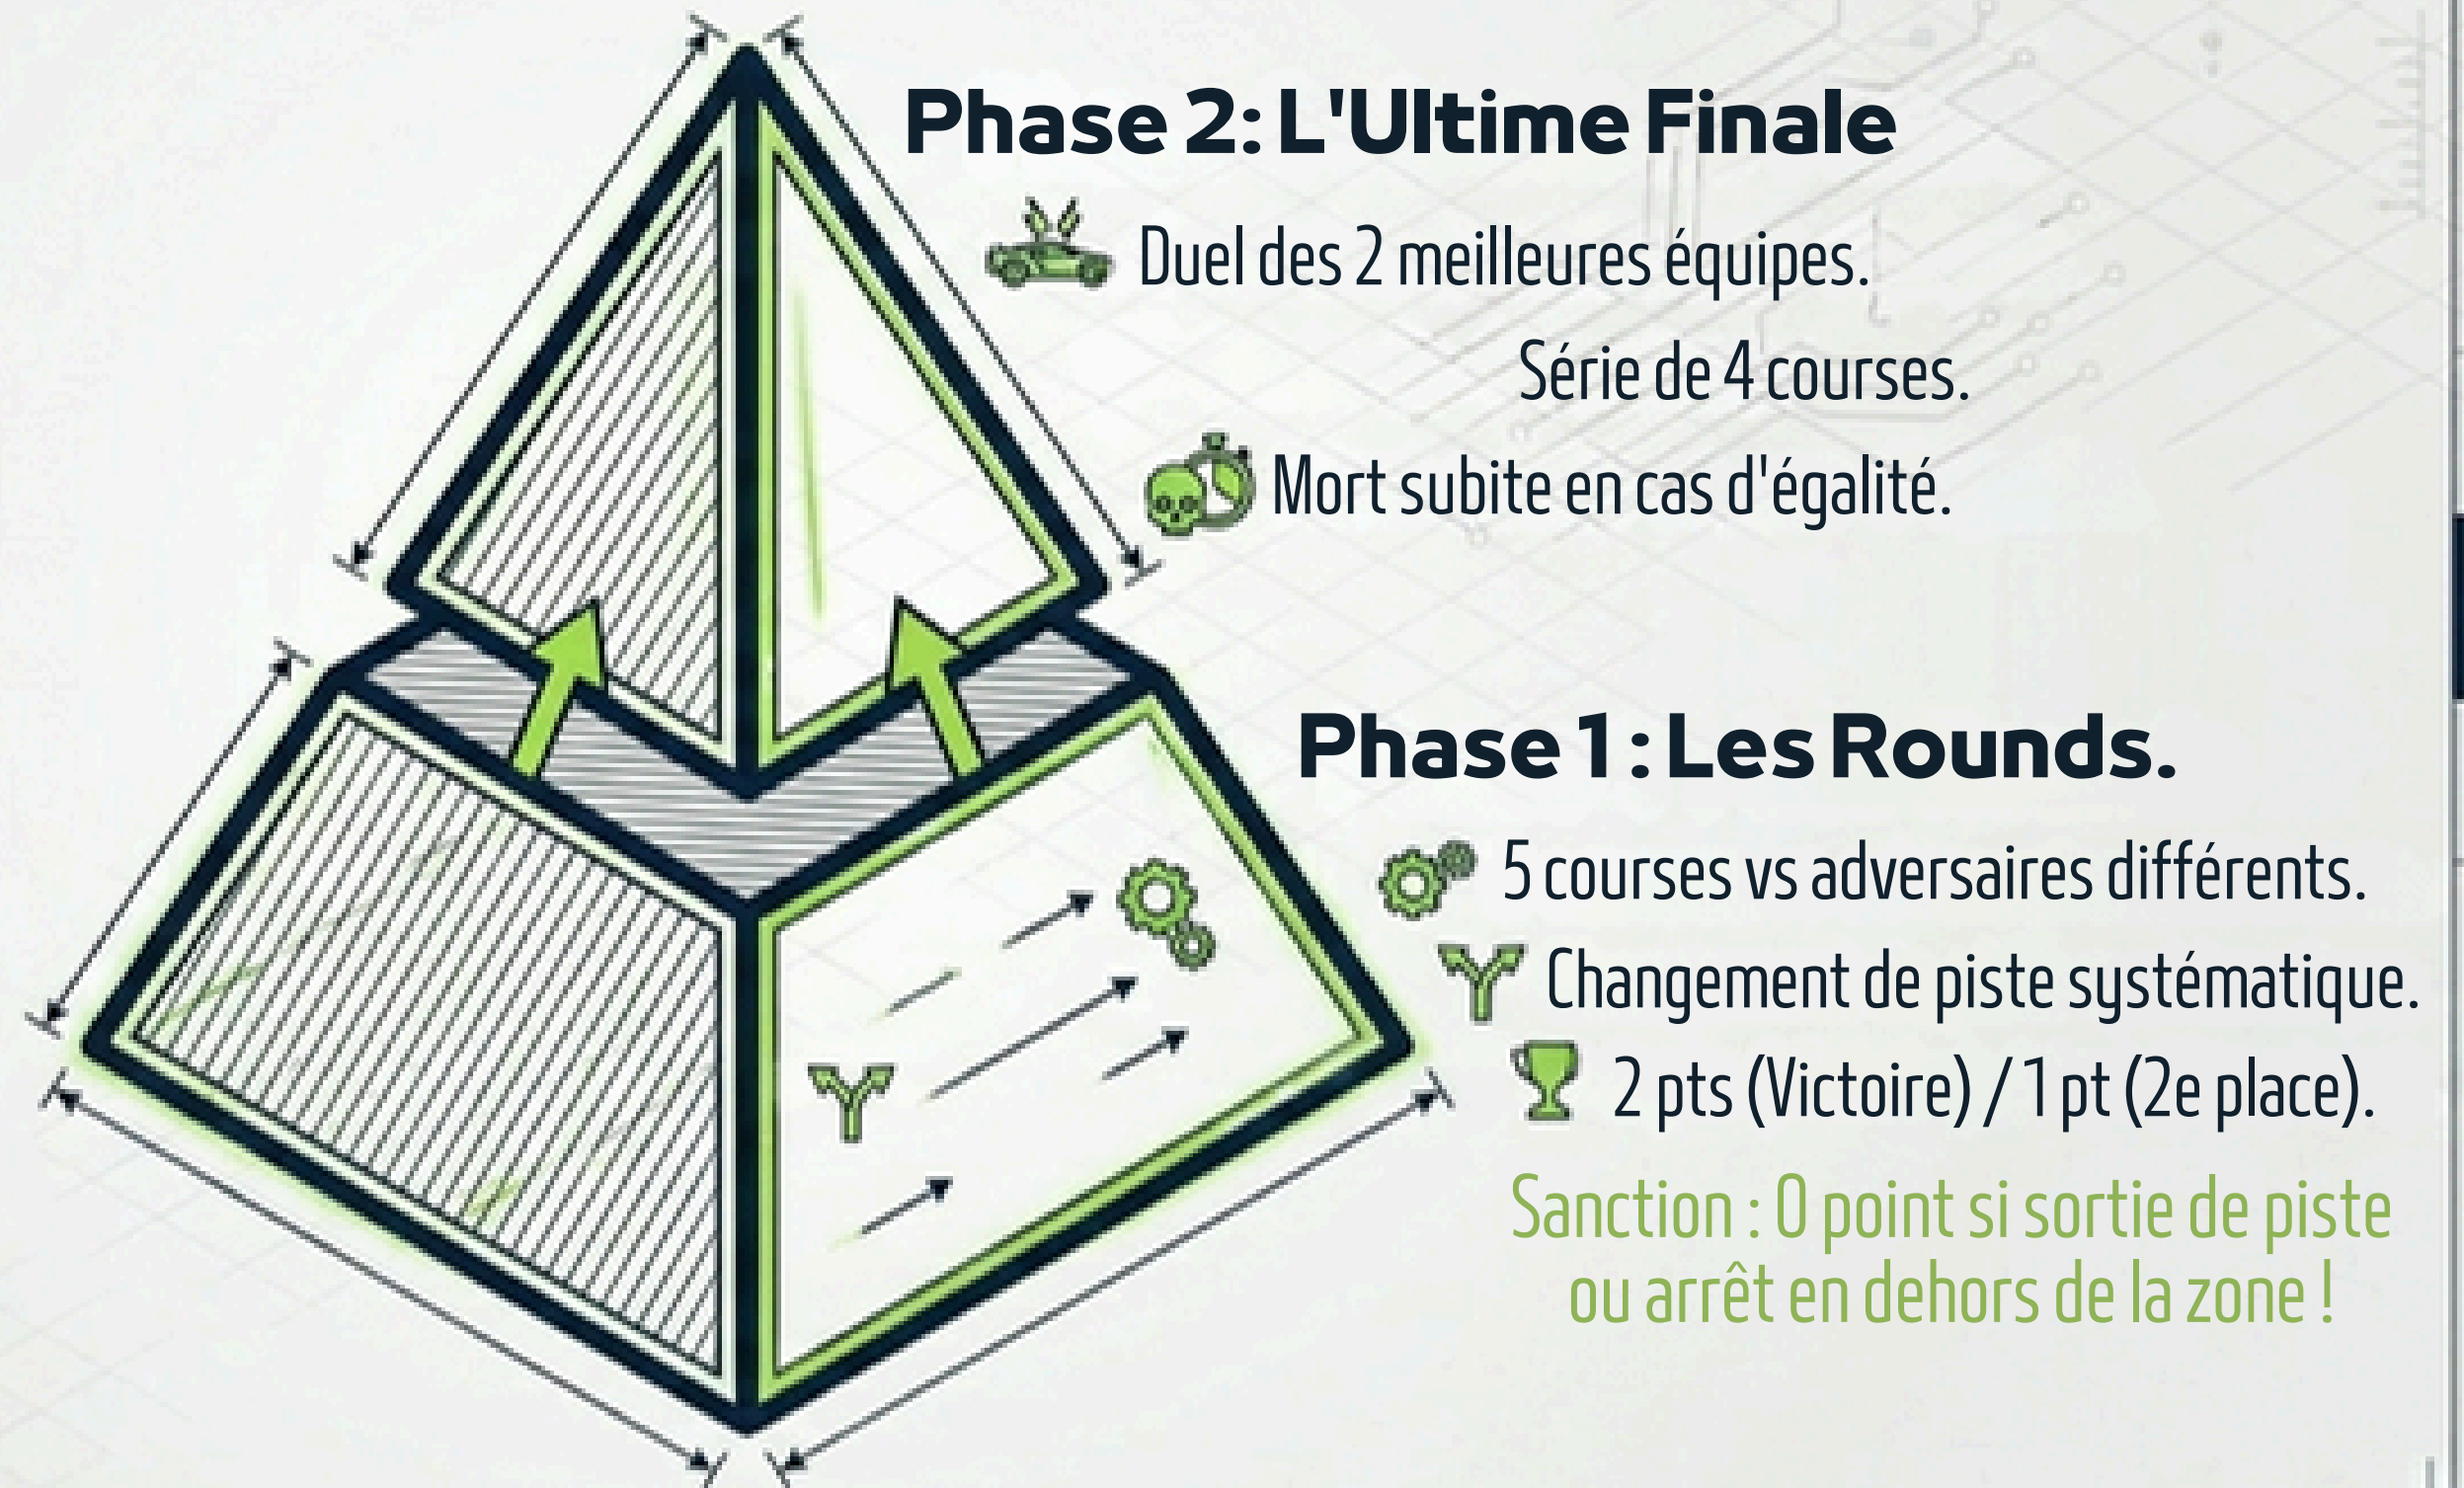 Phase 2: L'Ultime Finale
Duel des 2 meilleures équipes.
Série de 4 courses.
Mort subite en cas d'égalité.
Phase 1 : Les Rounds.
5 courses vs adversaires différents.
Changement de piste systématique.
2 pts (Victoire) / 1 pt (2e place).
Sanction : 0 point si sortie de piste
ou arrêt en dehors de la zone !